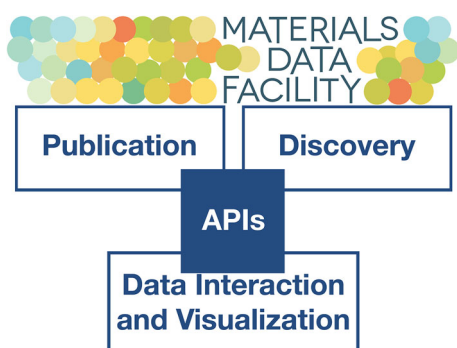 MATERIALS
DATA
FACILITY
Publication
Discovery
APIs
Data Interaction
and Visualization